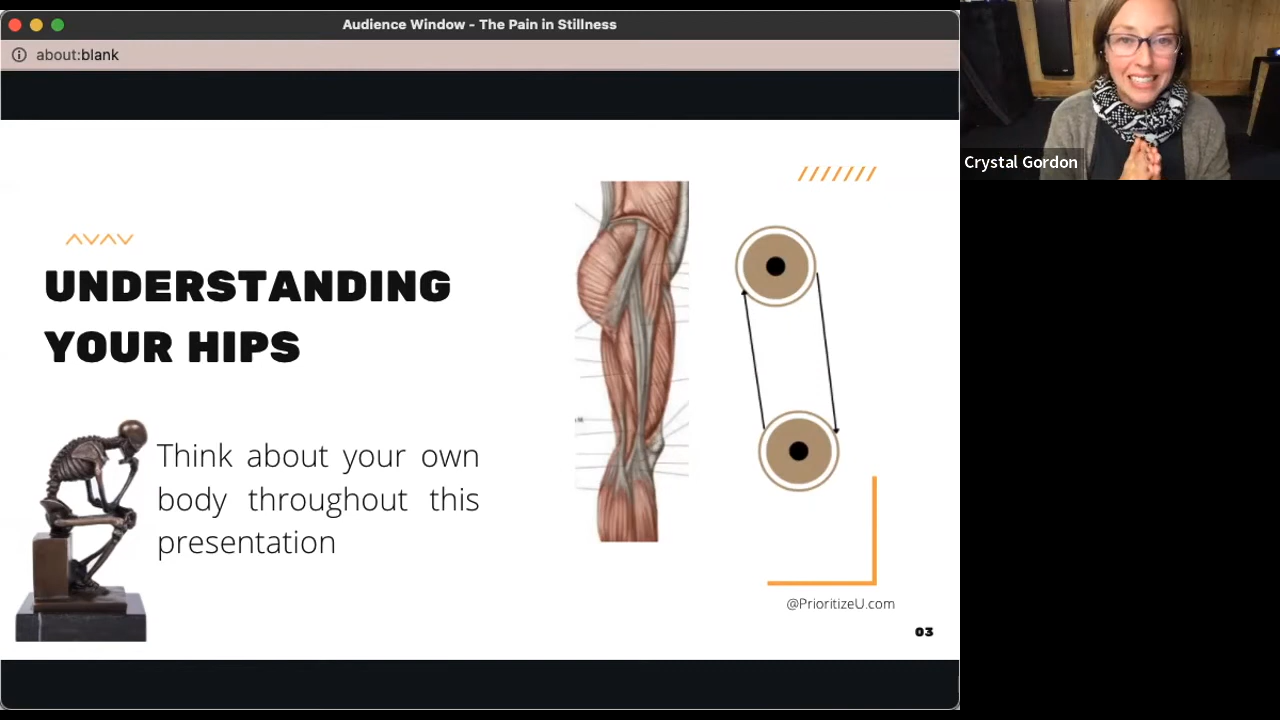 Audience Window - The Pain in Stillness
about:blank
Crystal Gordon
UNDERSTANDING
YOUR HIPS
Think about your own
body throughout this
presentation
@PrioritizeU.com
03